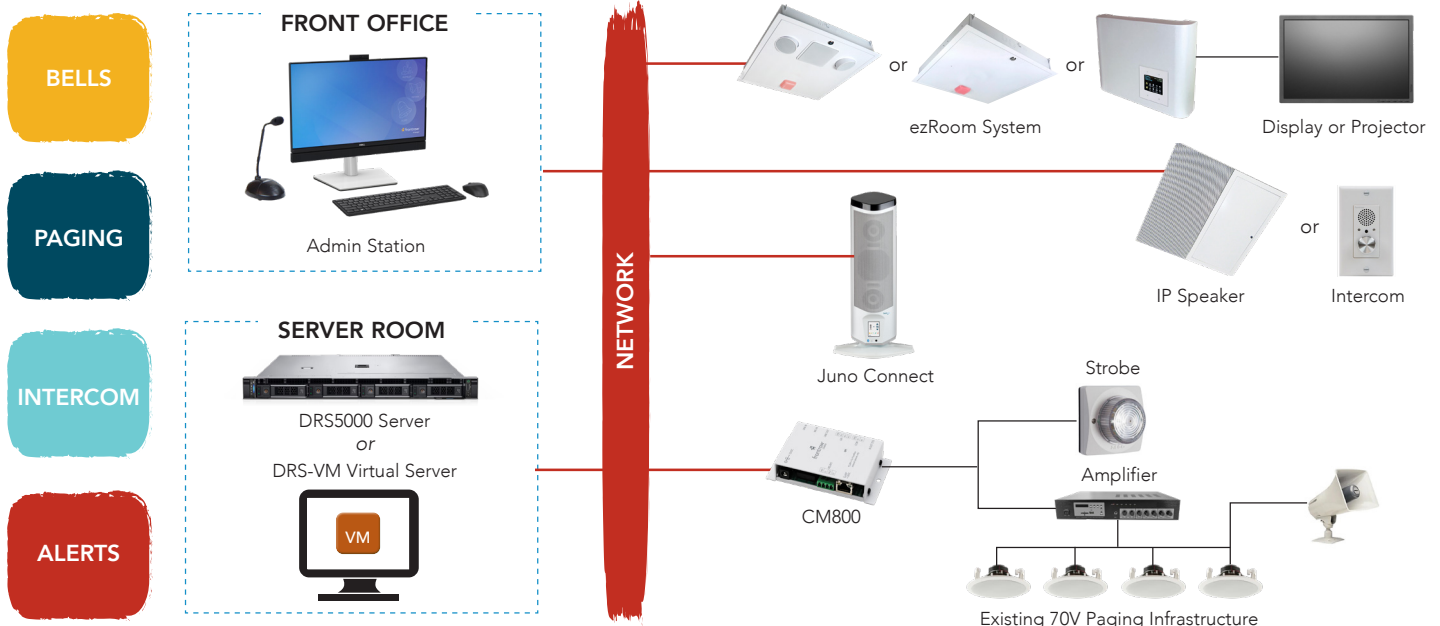 BELLS
PAGING
INTERCOM
ALERTS
FRONT OFFICE
Admin Station
SERVER ROOM
DRS5000 Server
or
DRS-VM Virtual Server
VM
NETWORK
or
or
ezRoom System
Display or Projector
or
IP Speaker
Intercom
Juno Connect
Strobe
CM800
Amplifier
Existing 70V Paging Infrastructure